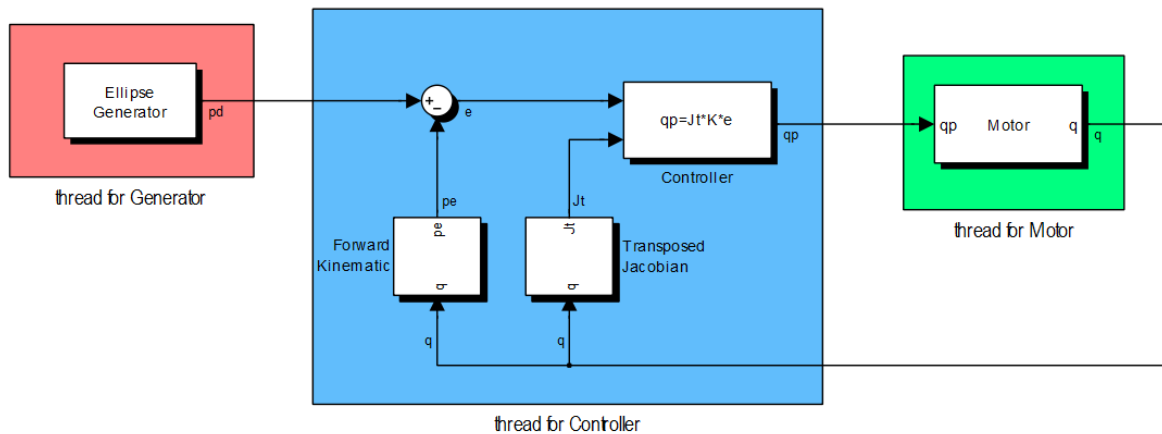 Ellipse
Generator
pd
thread for Generator
+
−
e
qp=Jt*K*e
qp
Controller
pe
Jt
Forward
Kinematic
pe
q
Jt
q
Transposed
Jacobian
q
q
thread for Controller
qp
Motor
q
q
thread for Motor